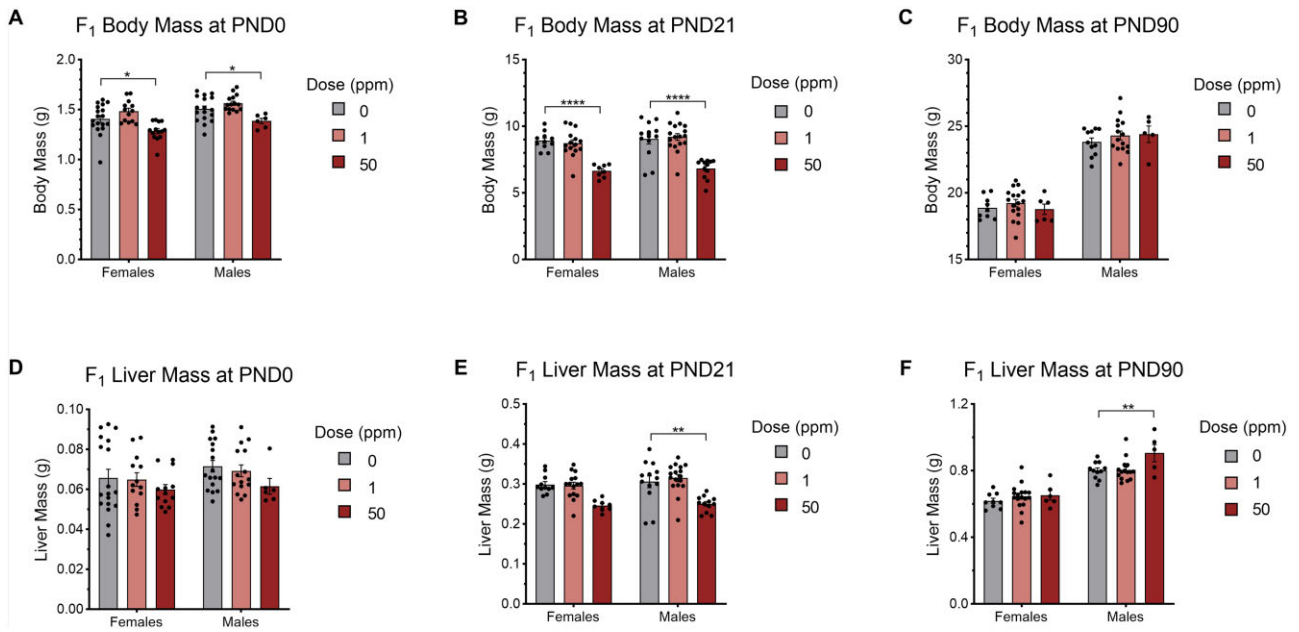 A
F1 Body Mass at PND0
Body Mass (g)
2.0
1.5
1.0
0.5
0.0
*
*
Females
Males
Dose (ppm)
0
1
50
B
F1 Body Mass at PND21
Body Mass (g)
15
10
5
0
****
****
Females
Males
Dose (ppm)
0
1
50
C
F1 Body Mass at PND90
Body Mass (g)
30
25
20
15
Females
Males
Dose (ppm)
0
1
50
D
F1 Liver Mass at PND0
Liver Mass (g)
0.10
0.08
0.06
0.04
0.02
0.00
Females
Males
Dose (ppm)
0
1
50
E
F1 Liver Mass at PND21
Liver Mass (g)
0.5
0.4
0.3
0.2
0.1
0.0
**
Females
Males
Dose (ppm)
0
1
50
F
F1 Liver Mass at PND90
Liver Mass (g)
1.2
0.8
0.4
0.0
**
Females
Males
Dose (ppm)
0
1
50